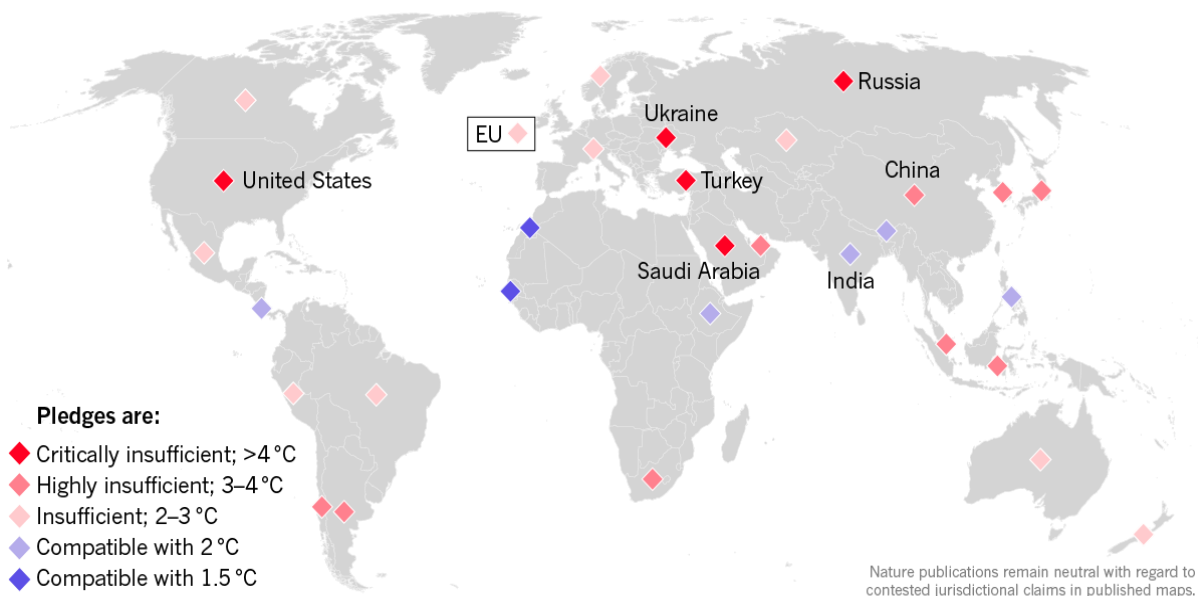 Russia
Ukraine
EU
China
United States
Turkey
Saudi Arabia
India
Pledges are:
Critically insufficient; >4 °C
Highly insufficient; 3–4 °C
Insufficient; 2–3 °C
Compatible with 2 °C
Compatible with 1.5 °C
Nature publications remain neutral with regard to
contested jurisdictional claims in published maps.